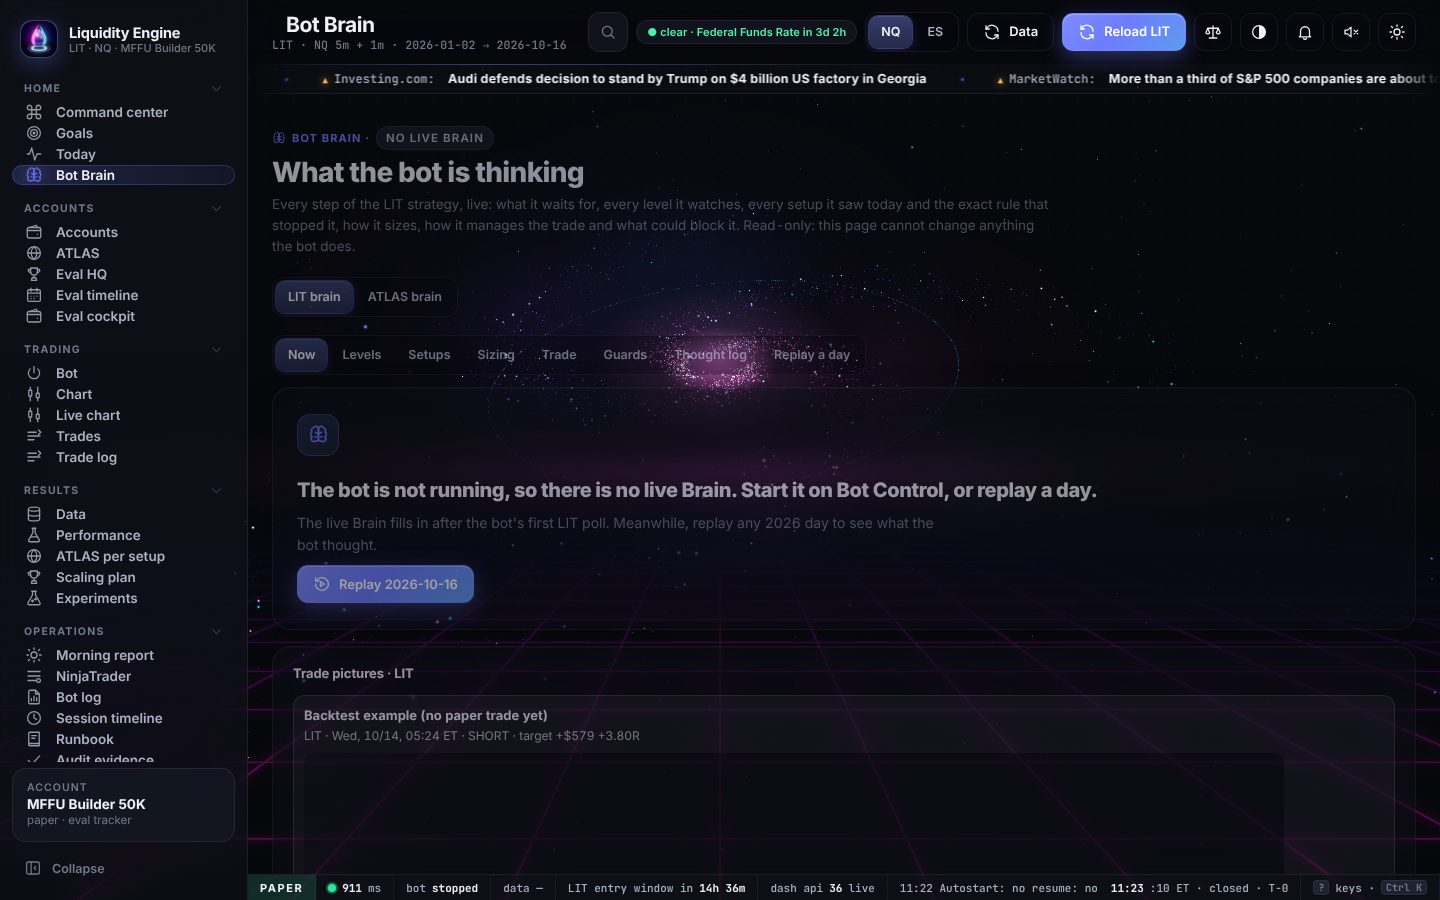 Liquidity Engine
LIT · NQ · MFFU Builder 50K
HOME
Command center
Goals
Today
Bot Brain
ACCOUNTS
Accounts
ATLAS
Eval HQ
Eval timeline
Eval cockpit
TRADING
Bot
Chart
Live chart
Trades
Trade log
RESULTS
Data
Performance
ATLAS per setup
Scaling plan
Experiments
OPERATIONS
Morning report
NinjaTrader
Bot log
Session timeline
Runbook
Audit evidence
ACCOUNT
MFFU Builder 50K
paper · eval tracker
Collapse
Bot Brain
LIT · NQ 5m + 1m · 2026-01-02 → 2026-10-16
clear · Federal Funds Rate in 3d 2h
NQ ES
Data
Reload LIT
Investing.com: Audi defends decision to stand by Trump on $4 billion US factory in Georgia
MarketWatch: More than a third of S&P 500 companies are about to
BOT BRAIN · NO LIVE BRAIN
What the bot is thinking
Every step of the LIT strategy, live: what it waits for, every level it watches, every setup it saw today and the exact rule that
stopped it, how it sizes, how it manages the trade and what could block it. Read-only: this page cannot change anything
the bot does.
LIT brain ATLAS brain
Now Levels Setups Sizing Trade Guards Thought log Replay a day
The bot is not running, so there is no live Brain. Start it on Bot Control, or replay a day.
The live Brain fills in after the bot's first LIT poll. Meanwhile, replay any 2026 day to see what the
bot thought.
Replay 2026-10-16
Trade pictures · LIT
Backtest example (no paper trade yet)
LIT · Wed, 10/14, 05:24 ET · SHORT · target +$579 +3.80R
PAPER
911 ms
bot stopped
data —
LIT entry window in 14h 36m
dash api 36 live
11:22 Autostart: no resume: no
11:23 :10 ET · closed · T-0
? keys · Ctrl K